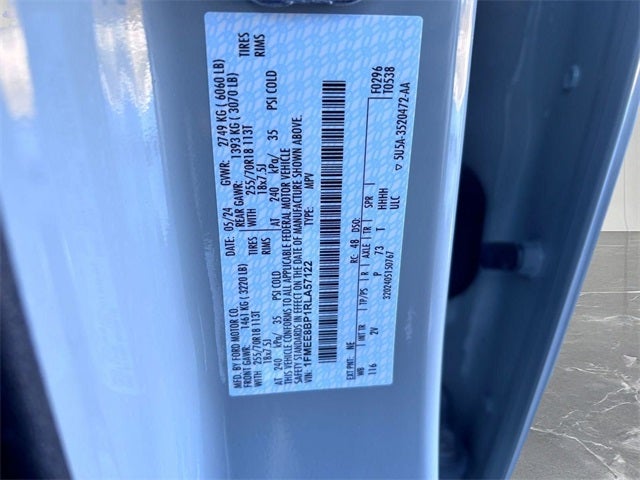 MFD. BY FORD MOTOR CO.
DATE: 05/24 GVWR: 2749 KG ( 6060 LB)
FRONT GAWR: 1461 KG ( 3220 LB) REAR GAWR: 1393 KG ( 3070 LB)
WITH 255/70R18 113T TIRES WITH 255/70R18 113T TIRES
18x7.5J RIMS 18x7.5J RIMS
AT 240 kPa/ 35 PSI COLD AT 240 kPa/ 35 PSI COLD
THIS VEHICLE CONFORMS TO ALL APPLICABLE FEDERAL MOTOR VEHICLE
SAFETY STANDARDS IN EFFECT ON THE DATE OF MANUFACTURE SHOWN ABOVE.
VIN: 1FMEE8BP1RLA57122 TYPE: MPV
F0296
T0538
EXT PNT: NE RC: 48 DSO:
WB INT TR TP/PS R AXLE TR SPR
116 2V P 73 T HHHH
ULC 5U5A-3520472-AA
3202405150767